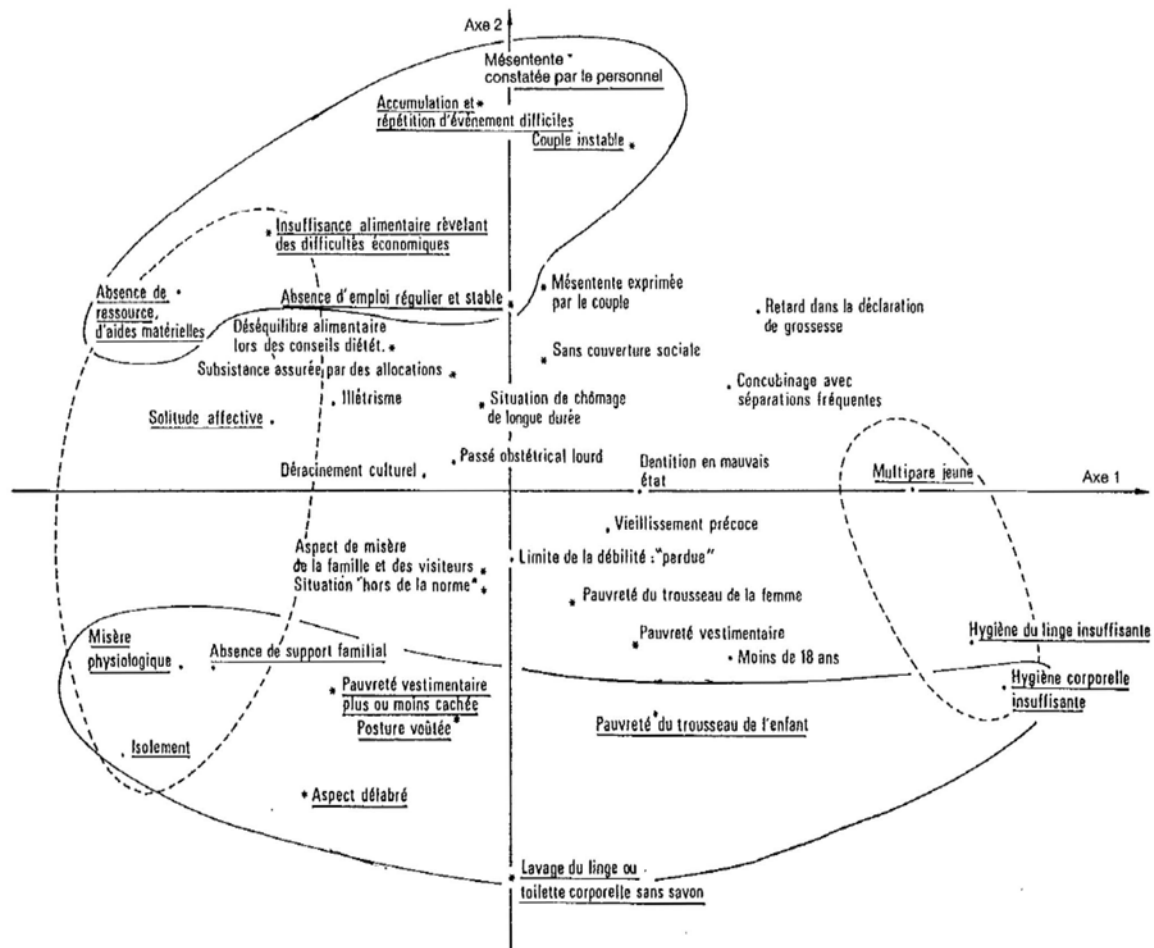 Axe 2
Mésentente
constatée par le personnel
Accumulation et
répétition d'événement difficiles
Couple instable
Insuffisance alimentaire rèvelant
des difficultés économiques
Absence de
ressource,
d'aides matérielles
Absence d'emploi régulier et stable
Mésentente exprimée
par le couple
Retard dans la déclaration
de grossesse
Déséquilibre alimentaire
lors des conseils diétét.
Sans couverture sociale
Subsistance assurée par des allocations
Concubinage avec
séparations fréquentes
Illétrisme
Situation de chômage
de longue durée
Solitude affective
Passé obstétrical lourd
Déracinement culturel
Dentition en mauvais
état
Multipare jeune
Axe 1
Vieillissement précoce
Aspect de misère
de la famille et des visiteurs
Situation "hors de la norme"
Limite de la débilité : "perdue"
Pauvreté du trousseau de la femme
Pauvreté vestimentaire
Moins de 18 ans
Hygiène du linge insuffisante
Misère
physiologique
Absence de support familial
Hygiène corporelle
insuffisante
Pauvreté vestimentaire
plus ou moins cachée
Posture voûtée
Pauvreté du trousseau de l'enfant
Isolement
Aspect délabré
Lavage du linge ou
toilette corporelle sans savon